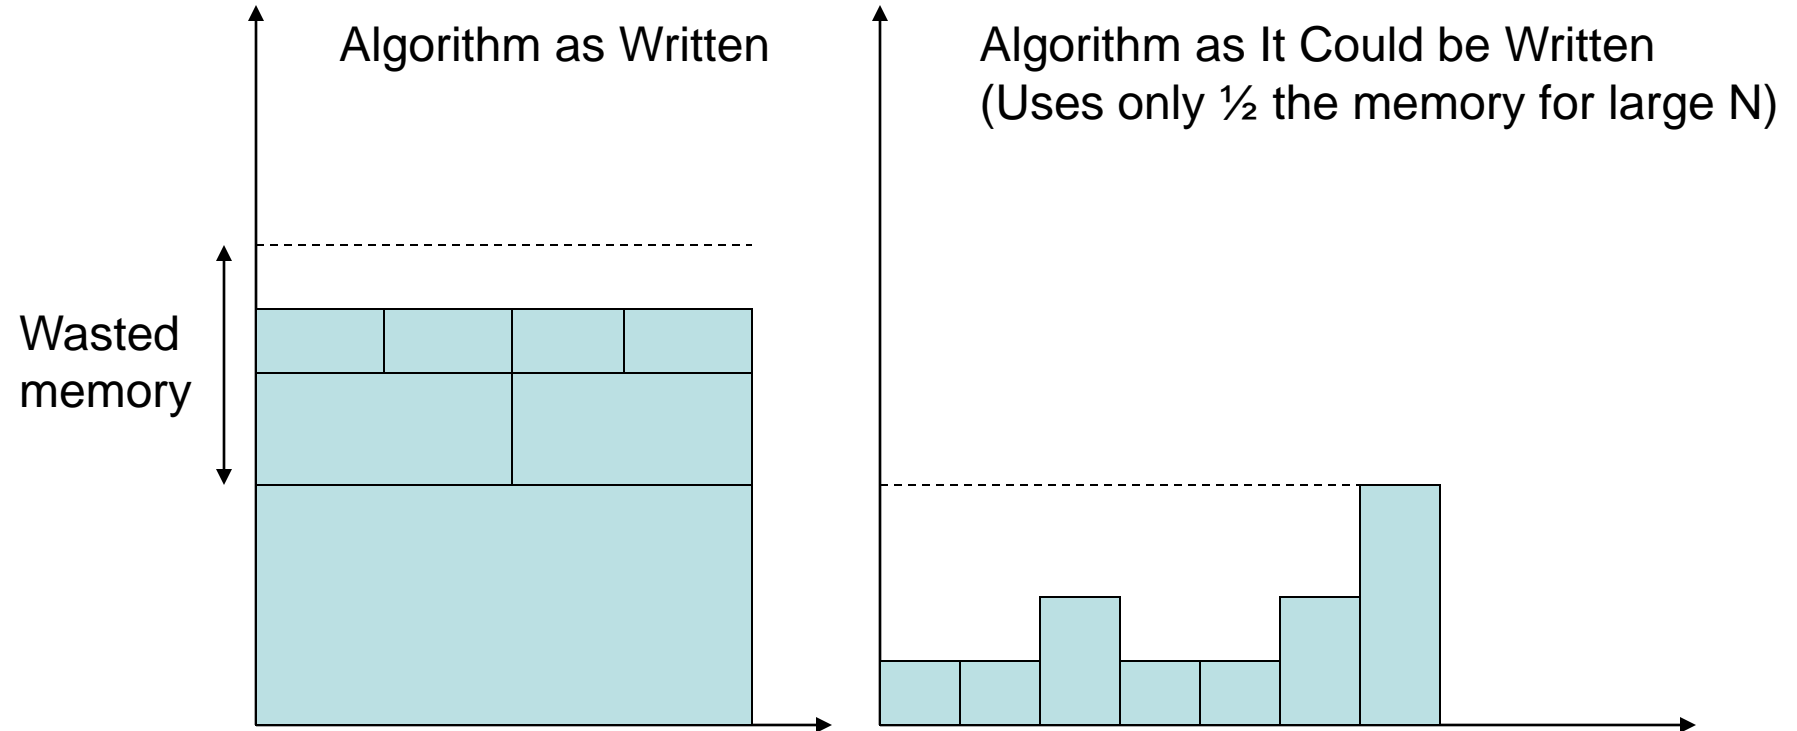 Algorithm as Written
Algorithm as It Could be Written
(Uses only ½ the memory for large N)
Wasted
memory